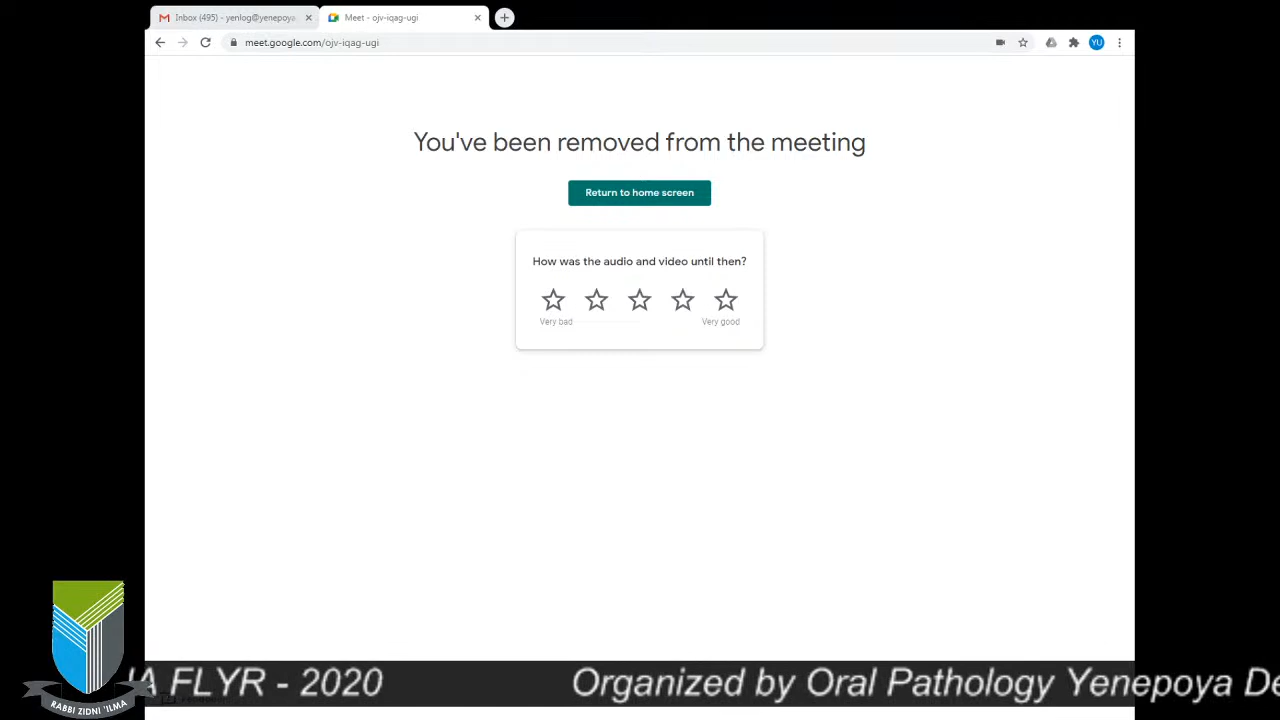 Inbox (495) - yenlog@yenepoya
Meet - ojv-iqag-ugi
meet.google.com/ojv-iqag-ugi
YU
You've been removed from the meeting
Return to home screen
How was the audio and video until then?
Very bad
Very good
FLYR - 2020
Organized by Oral Pathology Yenepoya De
RABBI ZIDNI 'ILMA